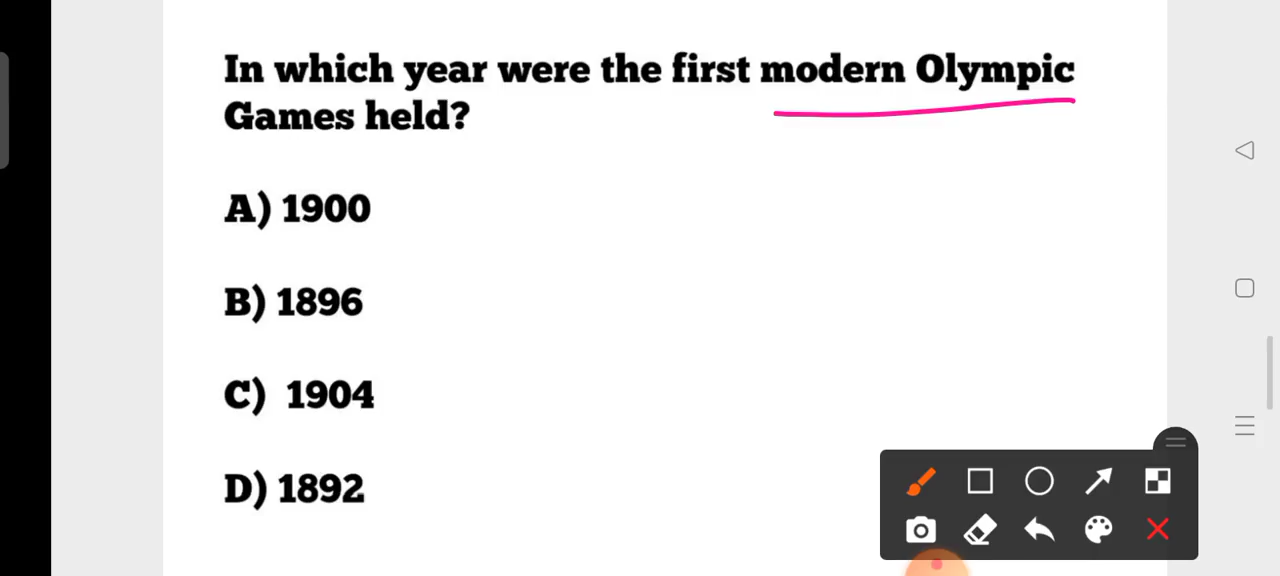 In which year were the first modern Olympic
Games held?
A) 1900
B) 1896
C) 1904
D) 1892